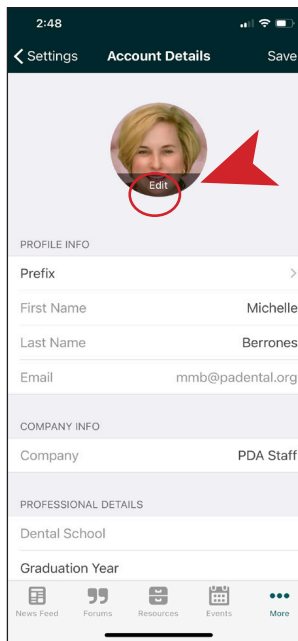 2:48
Settings Account Details Save
Edit
PROFILE INFO
Prefix
First Name Michelle
Last Name Berrones
Email mmb@padental.org
COMPANY INFO
Company PDA Staff
PROFESSIONAL DETAILS
Dental School
Graduation Year
News Feed Forums Resources Events More